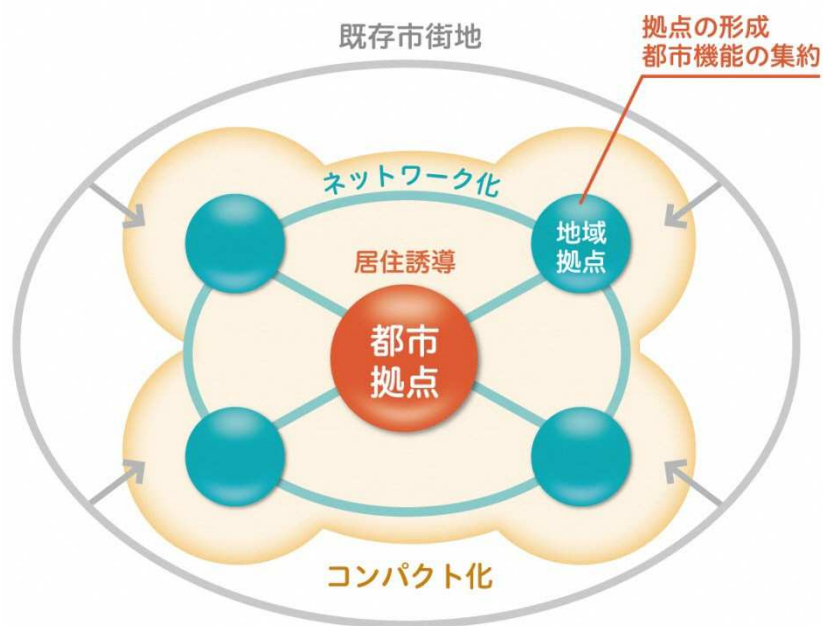 既存市街地
拠点の形成
都市機能の集約
ネットワーク化
地域
拠点
居住誘導
都市
拠点
コンパクト化